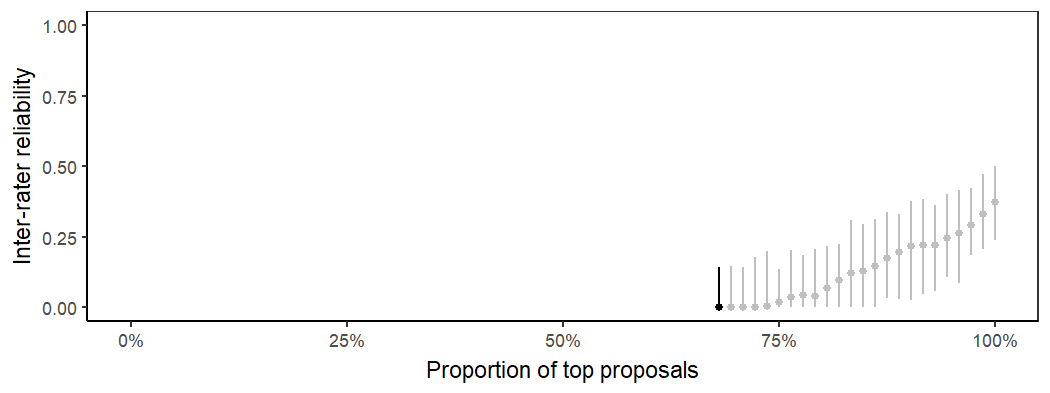 Inter-rater reliability
1.00
0.75
0.50
0.25
0.00
0% 25% 50% 75% 100%
Proportion of top proposals